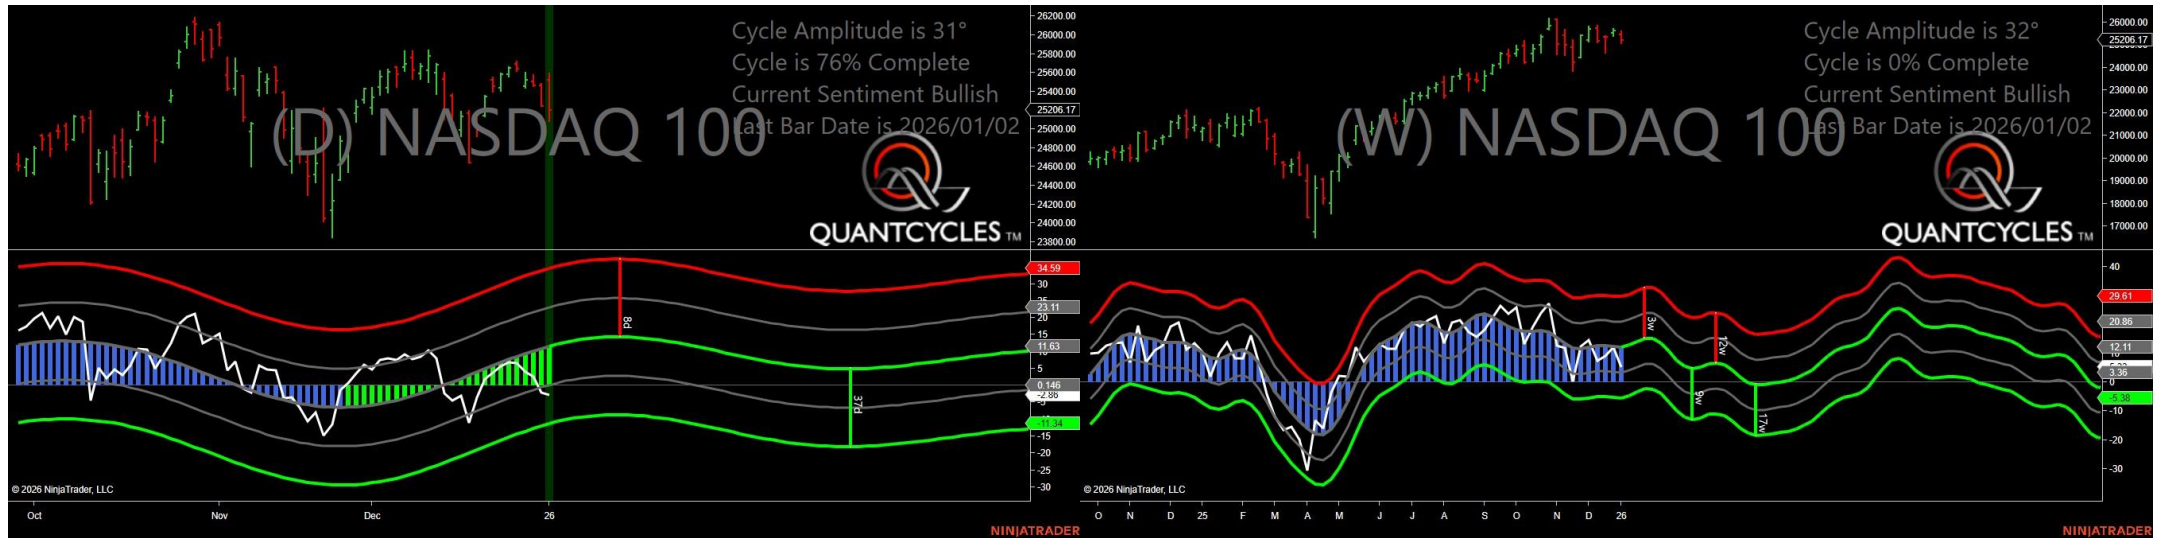 Cycle Amplitude is 31°
Cycle is 76% Complete
Current Sentiment Bullish
Last Bar Date is 2026/01/02
(D) NASDAQ 100
QUANTCYCLES TM
26200.00
26000.00
25800.00
25600.00
25400.00
25206.17
25000.00
24800.00
24600.00
24400.00
24200.00
24000.00
23800.00
34.59
30
23.11
20
15
11.63
5
0.146
-2.86
-11.34
-15
-20
-25
-30
8d
37d
© 2026 NinjaTrader, LLC
Oct Nov Dec 26
NINJATRADER
Cycle Amplitude is 32°
Cycle is 0% Complete
Current Sentiment Bullish
Last Bar Date is 2026/01/02
(W) NASDAQ 100
QUANTCYCLES TM
26000.00
25206.17
24000.00
23000.00
22000.00
21000.00
20000.00
19000.00
18000.00
17000.00
40
29.61
20.86
12.11
3.36
0
-5.38
-10
-20
-30
3w
12w
9w
17w
© 2026 NinjaTrader, LLC
O N D 25 F M A M J J A S O N D 26
NINJATRADER